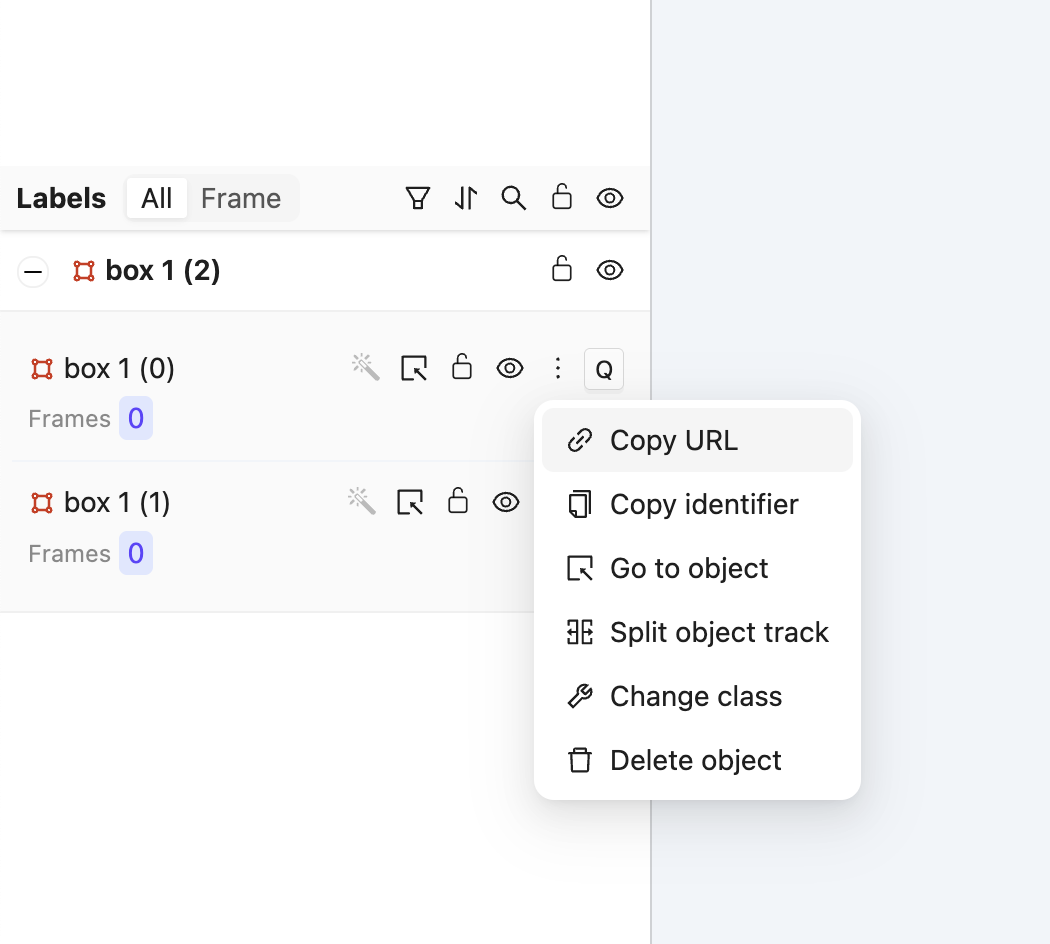 Labels All Frame
box 1 (2)
box 1 (0) Q
Frames 0
Copy URL
Copy identifier
box 1 (1)
Frames 0
Go to object
Split object track
Change class
Delete object